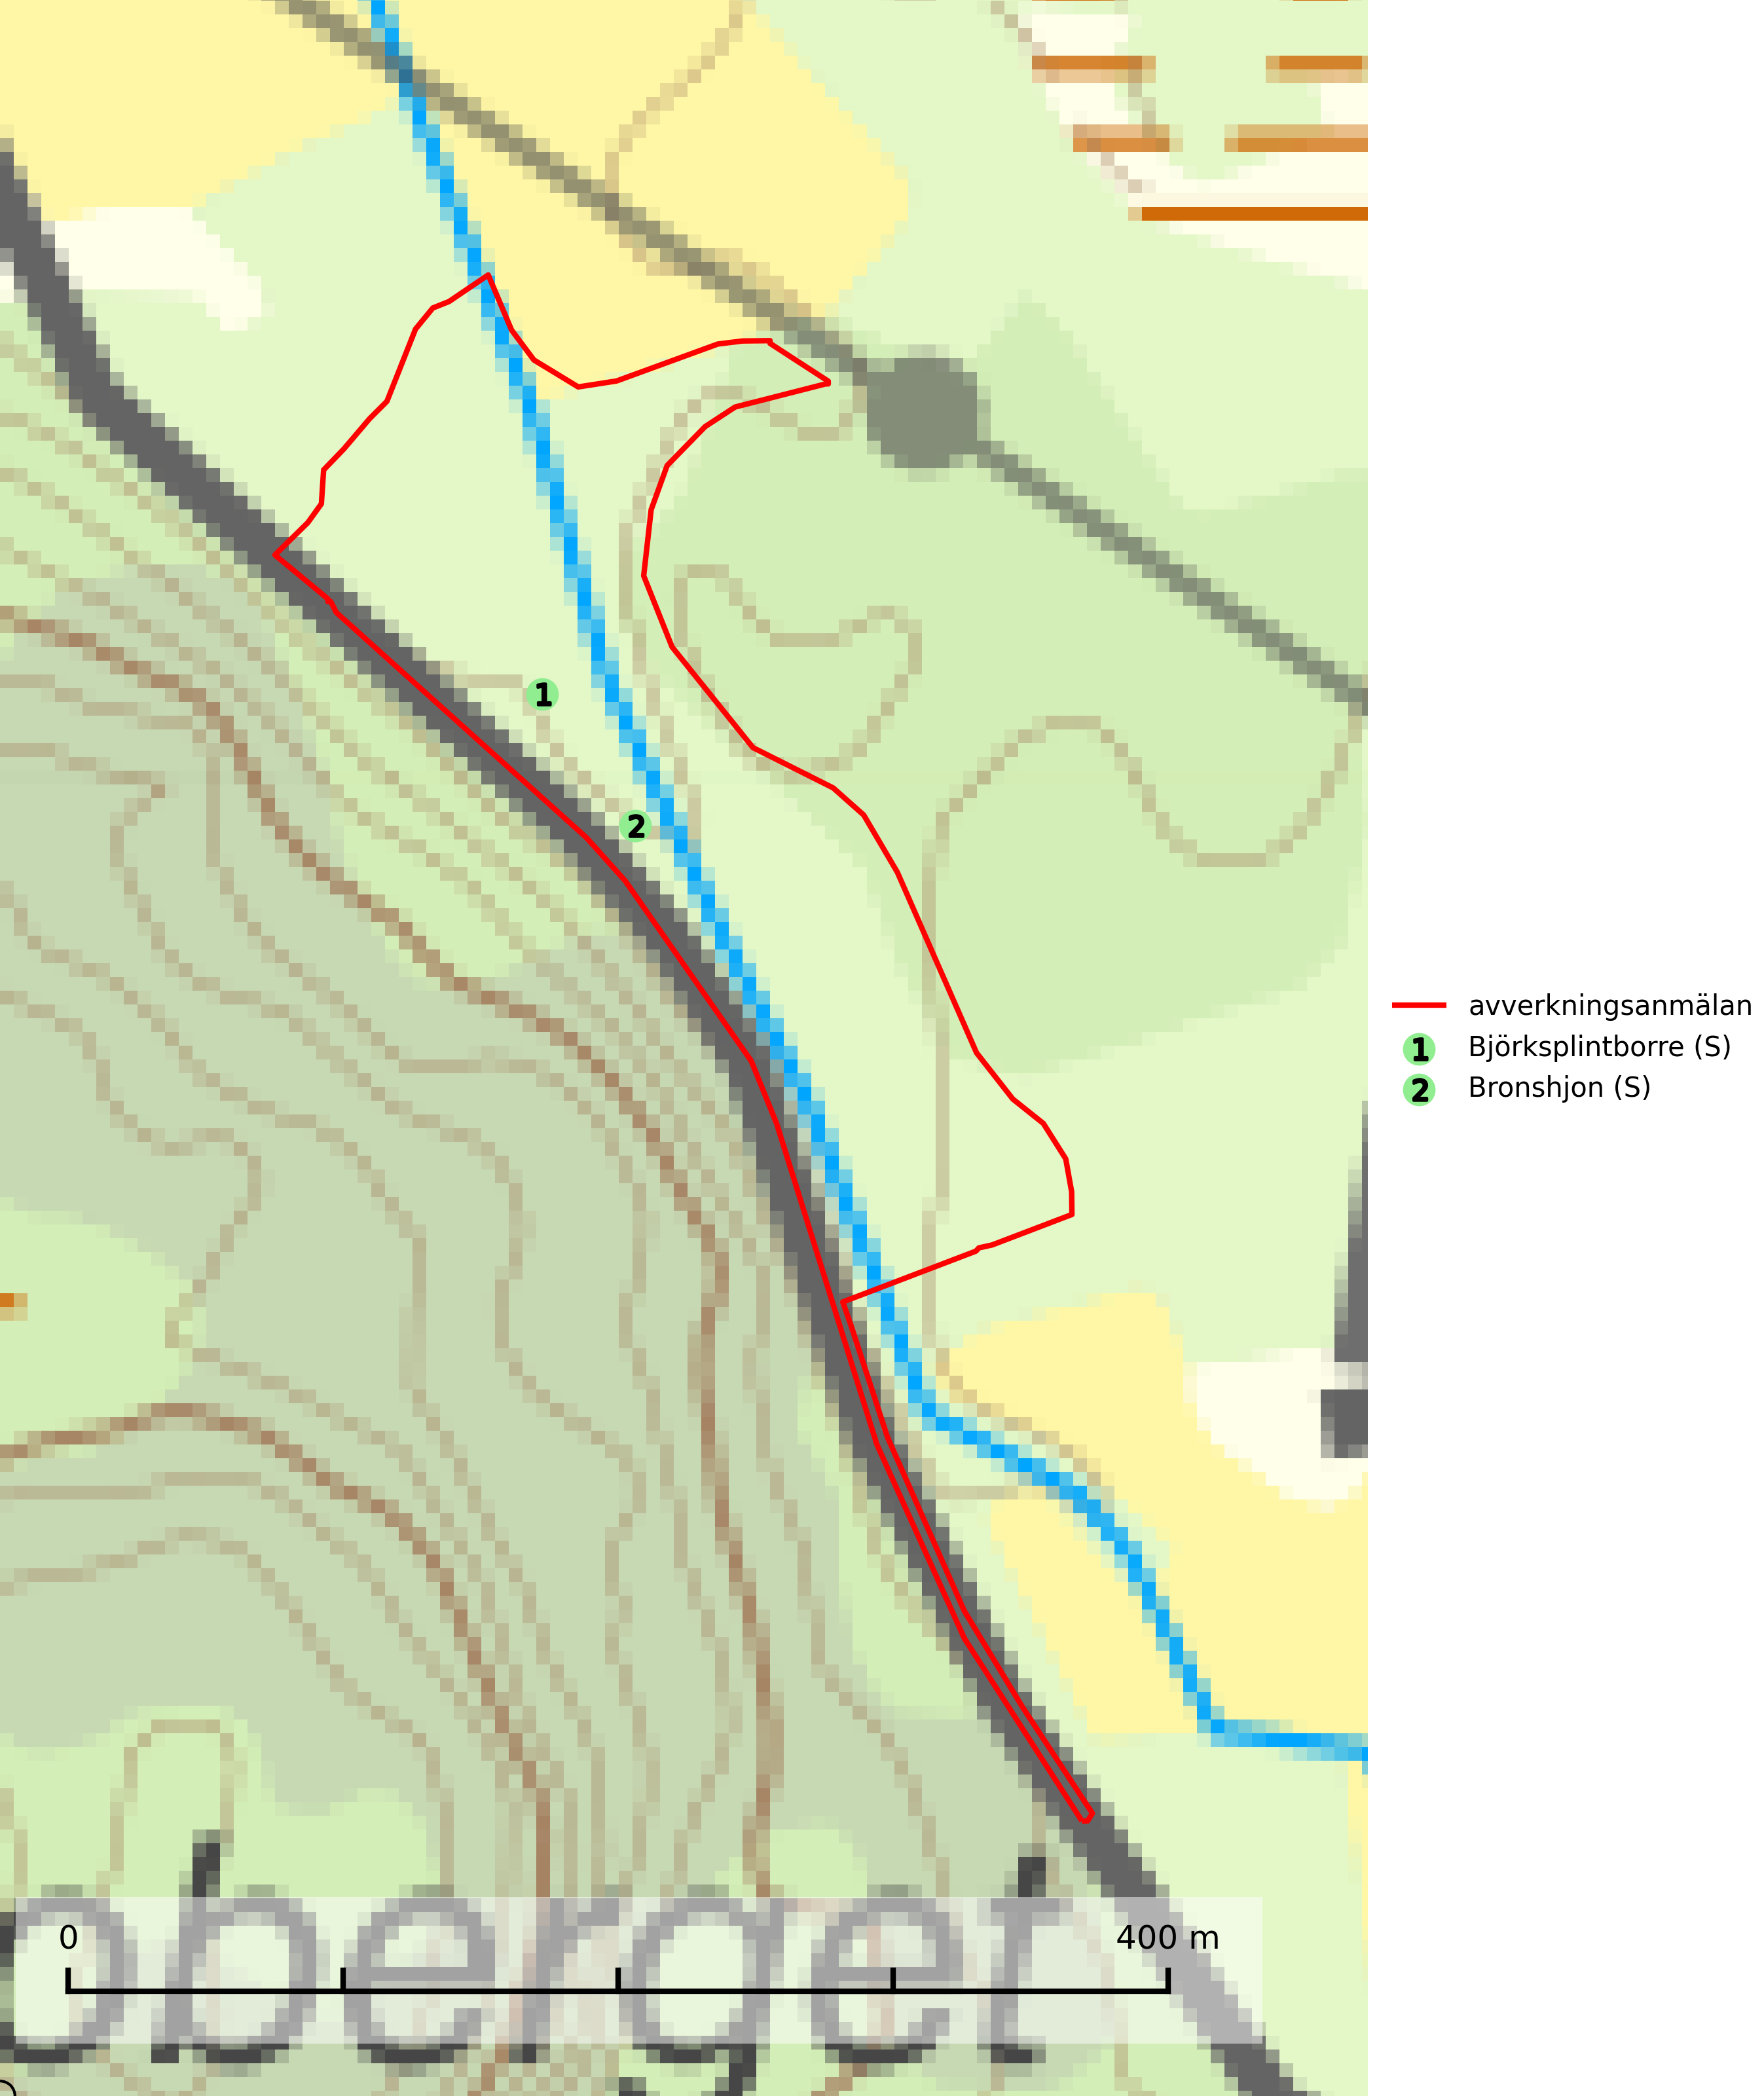 avverkningsanmälan
1 Björksplintborre (S)
2 Bronshjon (S)
1
2
0 400 m